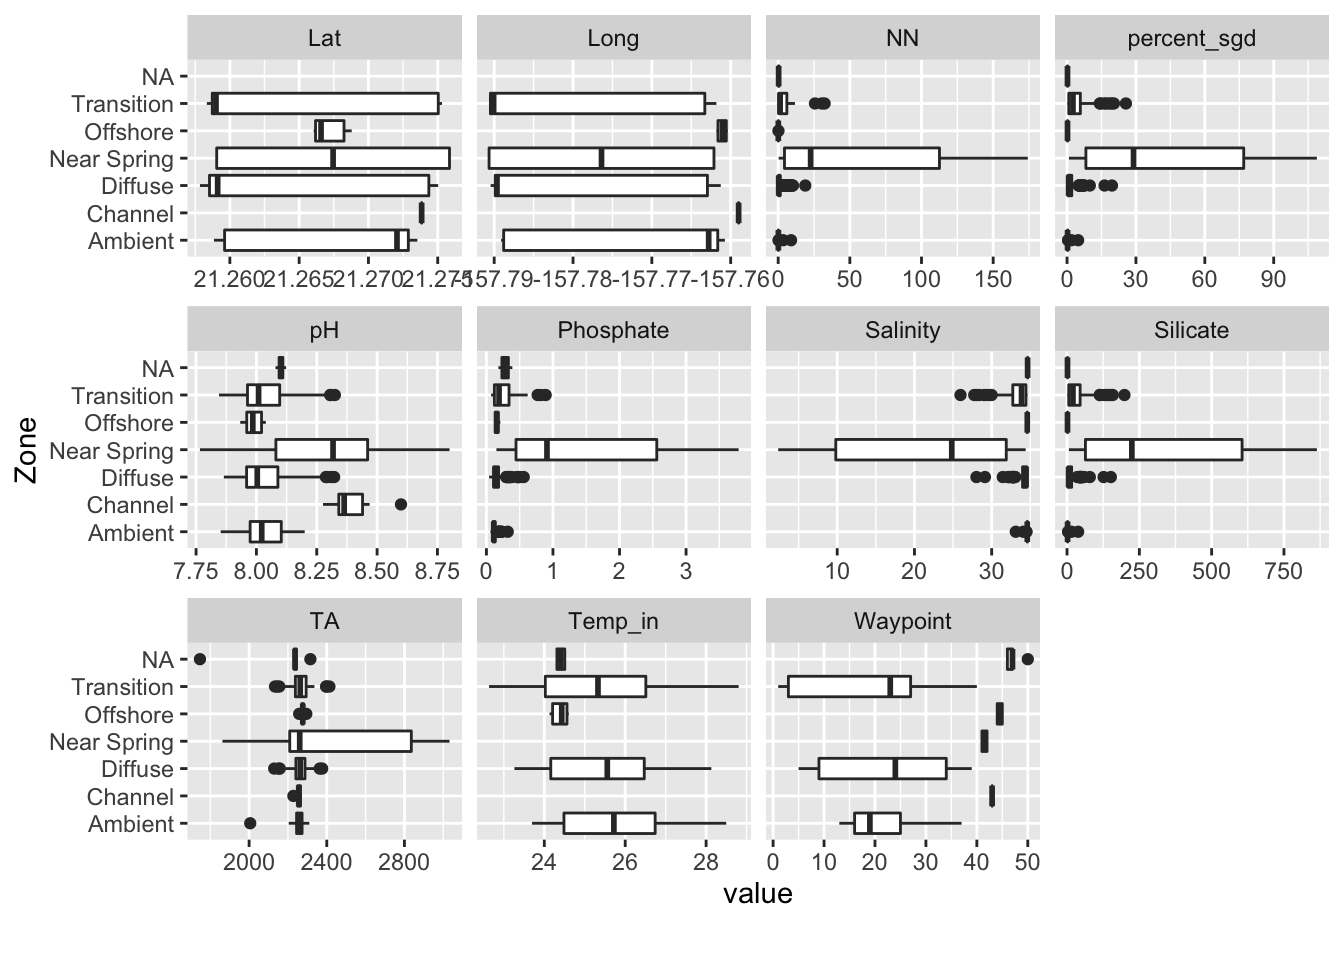 Lat Long NN percent_sgd
NA
Transition
Offshore
Near Spring
Diffuse
Channel
Ambient
21.260 21.265 21.270 21.275 -157.79 -157.78 -157.77 -157.76 0 50 100 150 0 30 60 90
pH Phosphate Salinity Silicate
NA
Transition
Offshore
Near Spring
Diffuse
Channel
Ambient
7.75 8.00 8.25 8.50 8.75 0 1 2 3 10 20 30 0 250 500 750
Zone
TA Temp_in Waypoint
NA
Transition
Offshore
Near Spring
Diffuse
Channel
Ambient
2000 2400 2800 24 26 28 0 10 20 30 40 50
value